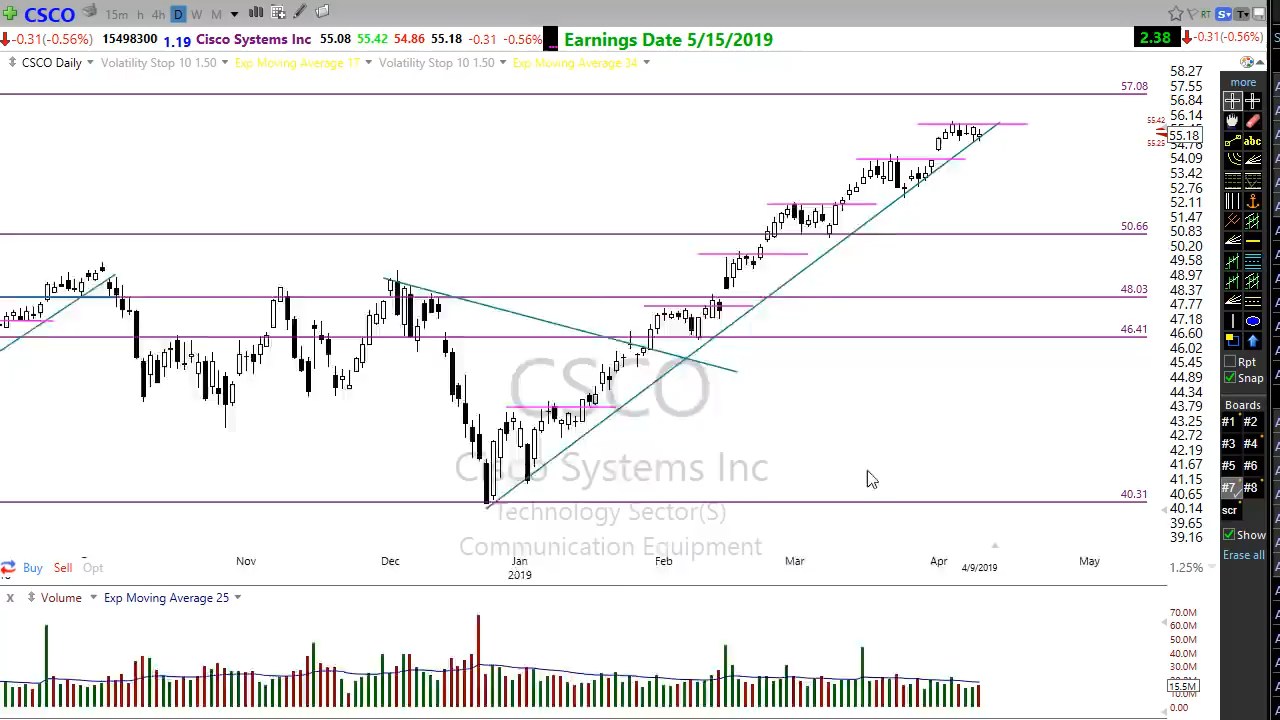 CSCO 15m h 4h D W M RT S T
-0.31(-0.56%) 15498300 1.19 Cisco Systems Inc 55.08 55.42 54.86 55.18 -0.31 -0.56% Earnings Date 5/15/2019 2.38 -0.31(-0.56%)
CSCO Daily Volatility Stop 10 1.50 Exp Moving Average 17 Volatility Stop 10 1.50 Exp Moving Average 34
57.08
50.66
48.03
46.41
40.31
58.27
57.55
56.84
56.14
55.42
55.18
55.25
54.76
54.09
53.42
52.76
52.11
51.47
50.83
50.20
49.58
48.97
48.37
47.77
47.18
46.60
46.02
45.45
44.89
44.34
43.79
43.25
42.72
42.19
41.67
41.15
40.65
40.14
39.65
39.16
1.25%
more
abc
Rpt
Snap
Boards
#1 #2
#3 #4
#5 #6
#7 #8
scr
Show
Erase all
CSCO
Cisco Systems Inc
Technology Sector(S)
Communication Equipment
Nov Dec Jan Feb Mar Apr May
2019 4/9/2019
Buy Sell Opt
X Volume Exp Moving Average 25
70.0M
60.0M
50.0M
40.0M
30.0M
15.5M
10.0M
0.00